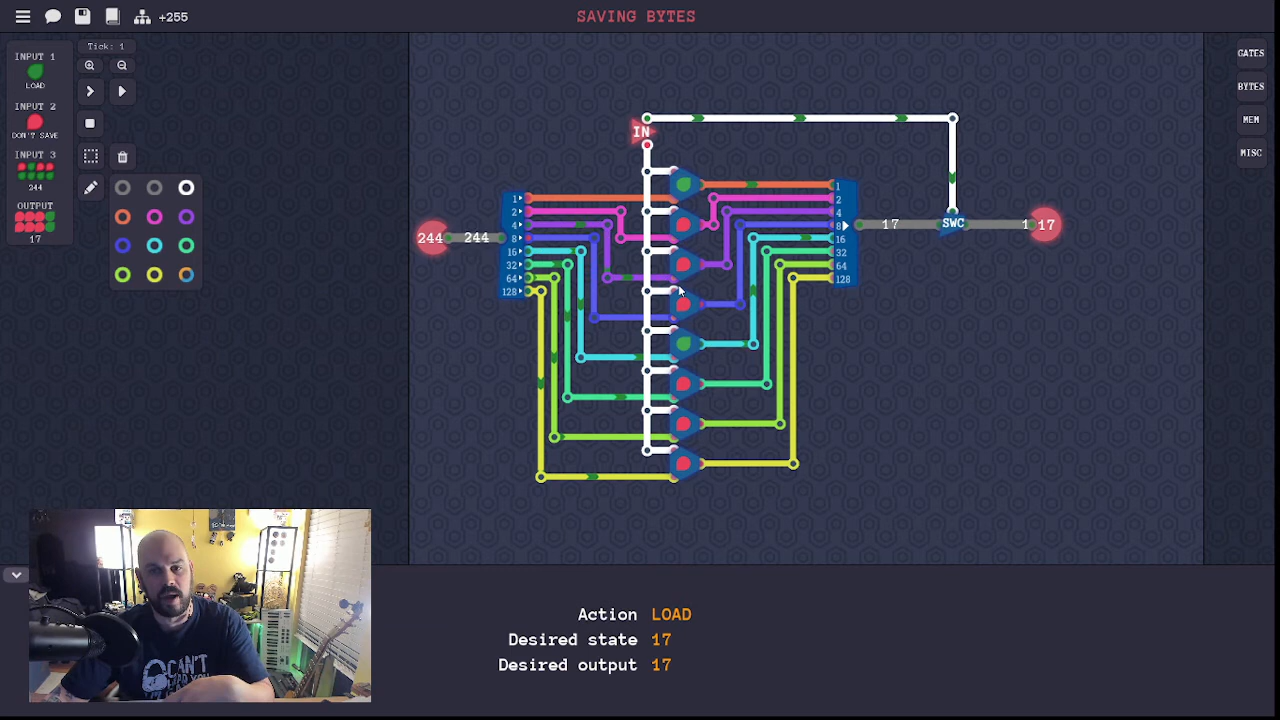 +255
SAVING BYTES
INPUT 1
LOAD
INPUT 2
DON'T SAVE
INPUT 3
244
OUTPUT
17
Tick: 1
GATES
BYTES
MEM
MISC
IN
244
244
1
2
4
8
16
32
64
128
1
2
4
8
16
32
64
128
17
SWC
1
17
Action LOAD
Desired state 17
Desired output 17
CAN'T